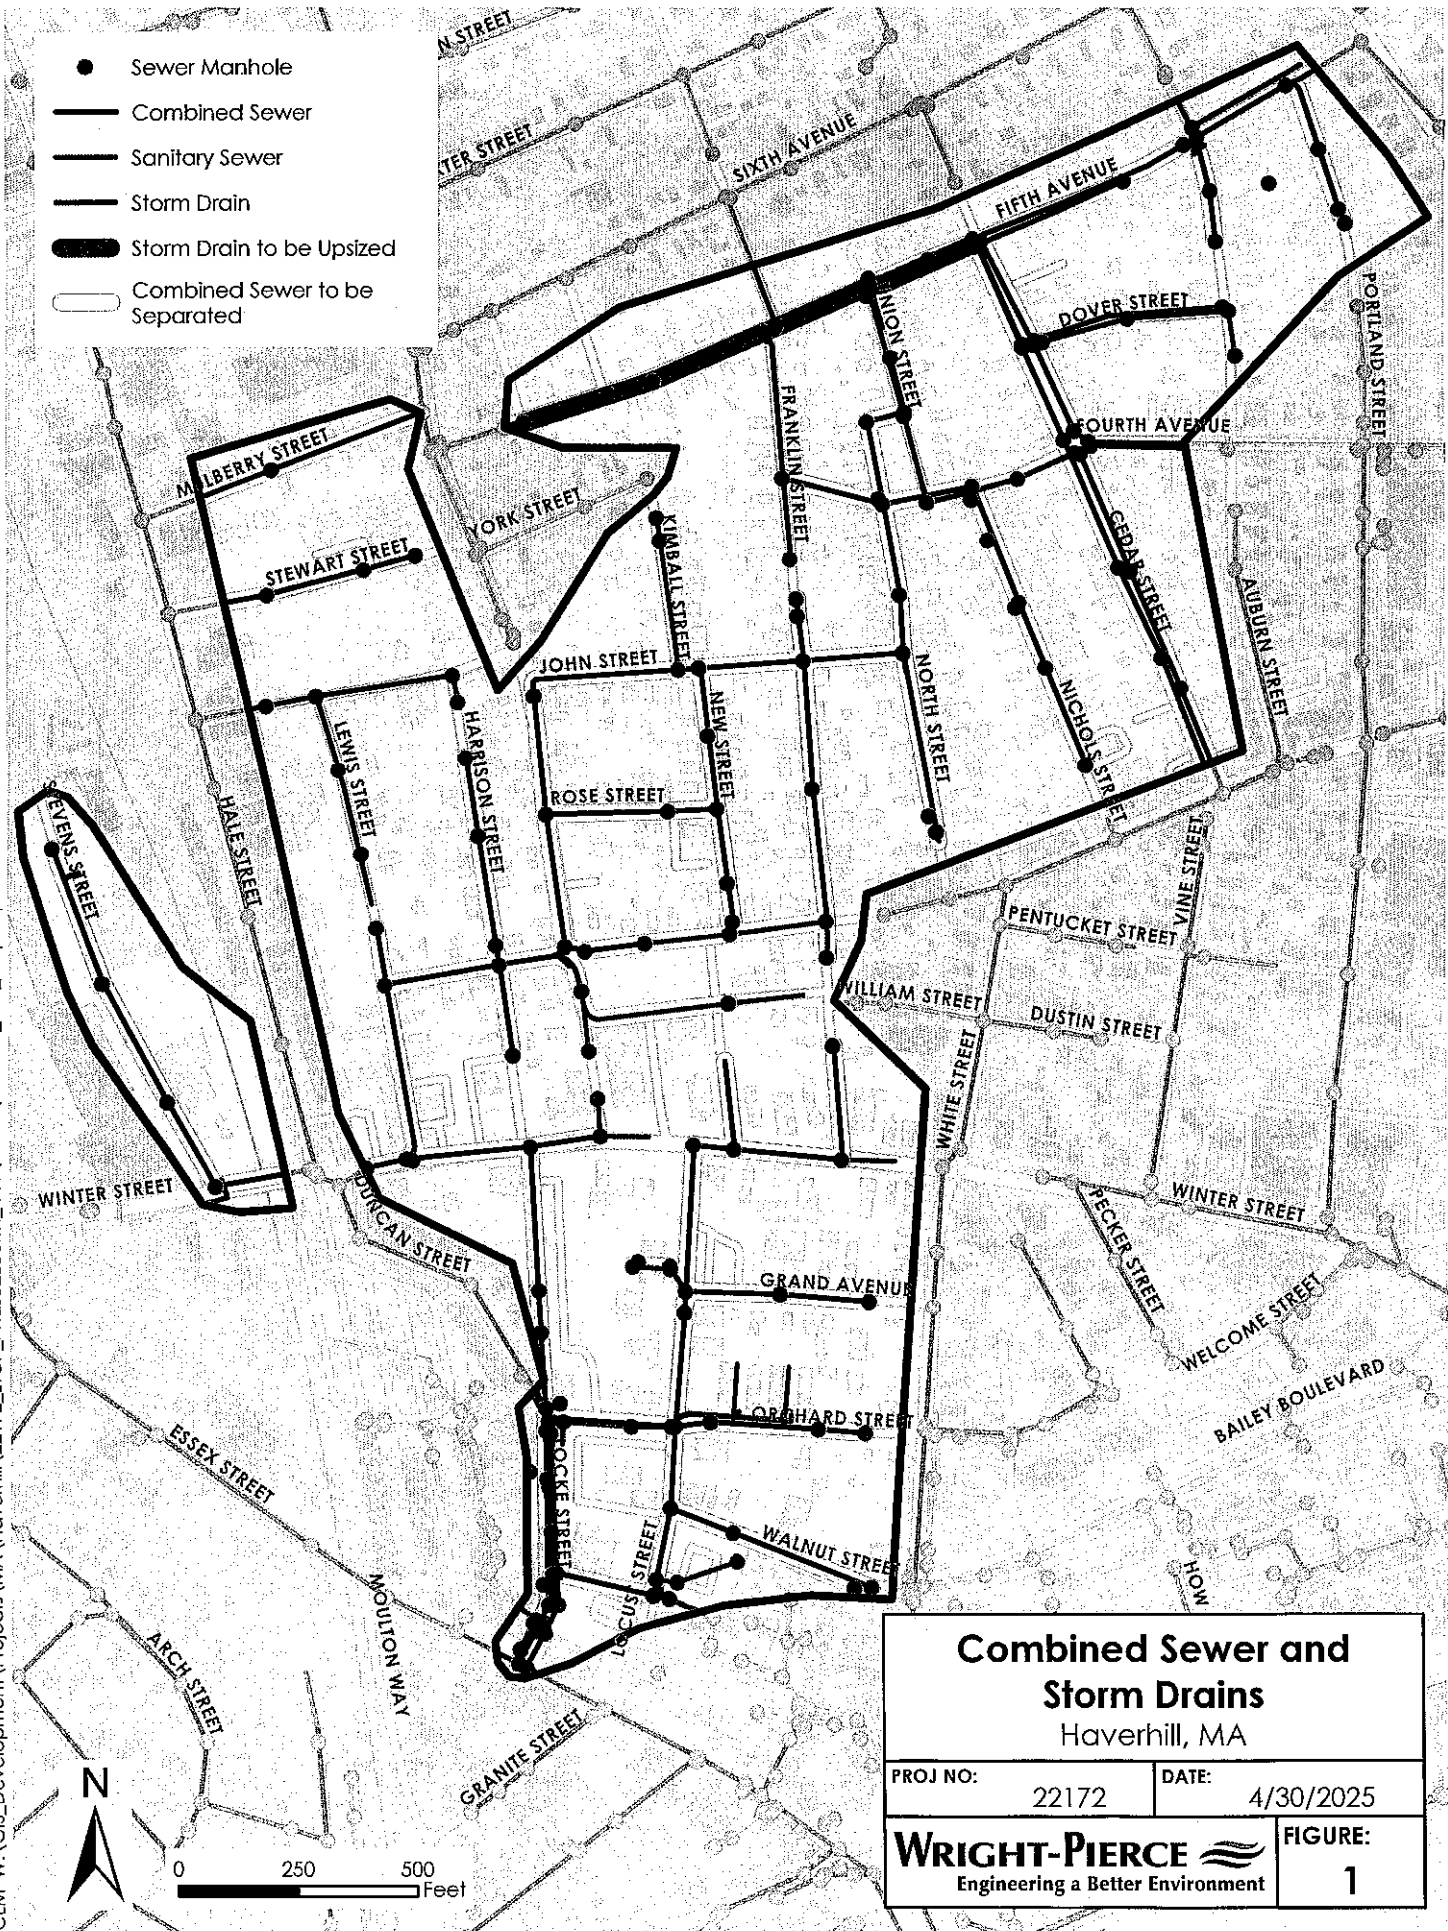 Sewer Manhole
Combined Sewer
Sanitary Sewer
Storm Drain
Storm Drain to be Upsized
Combined Sewer to be
Separated
N STREET
TER STREET
SIXTH AVENUE
FIFTH AVENUE
NION STREET
DOVER STREET
PORTLAND STREET
FRANKLIN STREET
FOURTH AVENUE
MULBERRY STREET
YORK STREET
STEWART STREET
KIMBALL STREET
CEDAR STREET
AUBURN STREET
JOHN STREET
NEW STREET
NORTH STREET
NICHOLS STREET
LEWIS STREET
HARRISON STREET
ROSE STREET
HALE STREET
STEVENS STREET
VINE STREET
PENTUCKET STREET
WILLIAM STREET
DUSTIN STREET
WHITE STREET
WINTER STREET
DUNCAN STREET
WINTER STREET
PECKER STREET
GRAND AVENUE
WELCOME STREET
ORCHARD STREET
BAILEY BOULEVARD
ESSEX STREET
LOCKE STREET
WALNUT STREET
LOCUST STREET
HOW
MOULTON WAY
ARCH STREET
GRANITE STREET
N
0 250 500
Feet
Combined Sewer and
Storm Drains
Haverhill, MA
PROJ NO: 22172
DATE: 4/30/2025
WRIGHT-PIERCE
Engineering a Better Environment
FIGURE:
1